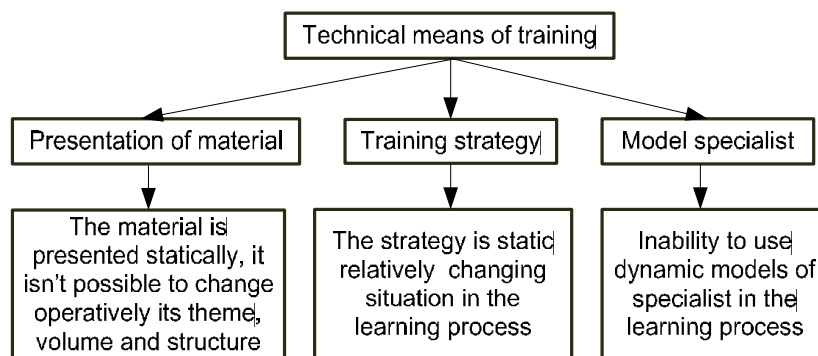 Technical means of training
Presentation of material
Training strategy
Model specialist
The material is
presented statically, it
isn't possible to change
operatively its theme,
volume and structure
The strategy is static
relatively changing
situation in the
learning process
Inability to use
dynamic models of
specialist in the
learning process